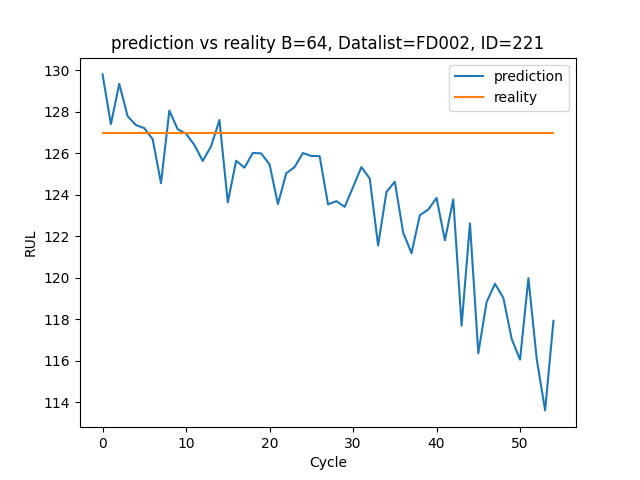 prediction vs reality B=64, Datalist=FD002, ID=221
prediction
reality
130
128
126
124
122
120
118
116
114
RUL
0 10 20 30 40 50
Cycle